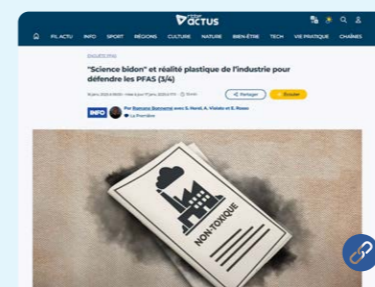 ACTUS
FIL ACTU INFO SPORT RÉGIONS CULTURE NATURE BIEN-ÊTRE TECH VIE PRATIQUE CHAÎNES
"Science bidon" et réalité plastique de l'industrie pour
défendre les PFAS (3/4)
Partager
Écouter
INFO
La Première
NON-TOXIQUE